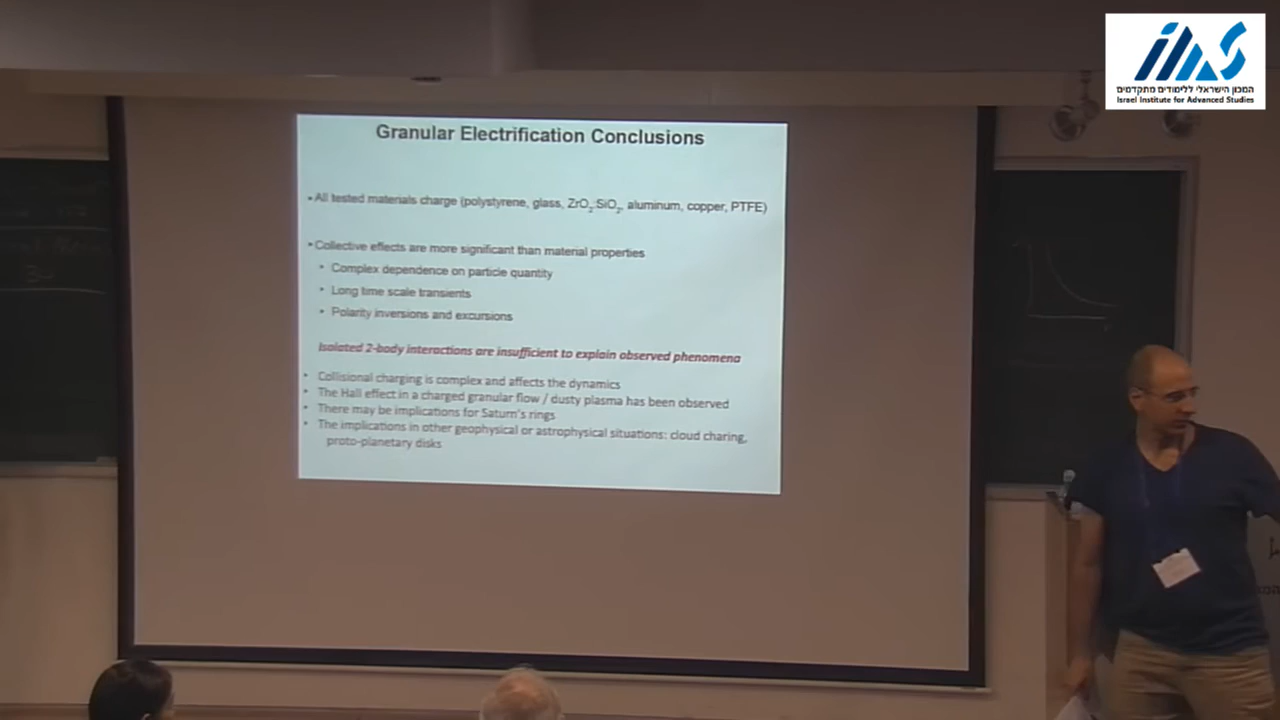 המכון הישראלי ללימודים מתקדמים
Israel Institute for Advanced Studies
Granular Electrification Conclusions
• All tested materials charge (polystyrene, glass, ZrO2:SiO2, aluminum, copper, PTFE)
• Collective effects are more significant than material properties
• Complex dependence on particle quantity
• Long time scale transients
• Polarity inversions and excursions
Isolated 2-body interactions are insufficient to explain observed phenomena
• Collisional charging is complex and affects the dynamics
• The Hall effect in a charged granular flow / dusty plasma has been observed
• There may be implications for Saturn's rings
• The implications in other geophysical or astrophysical situations: cloud charing,
proto-planetary disks